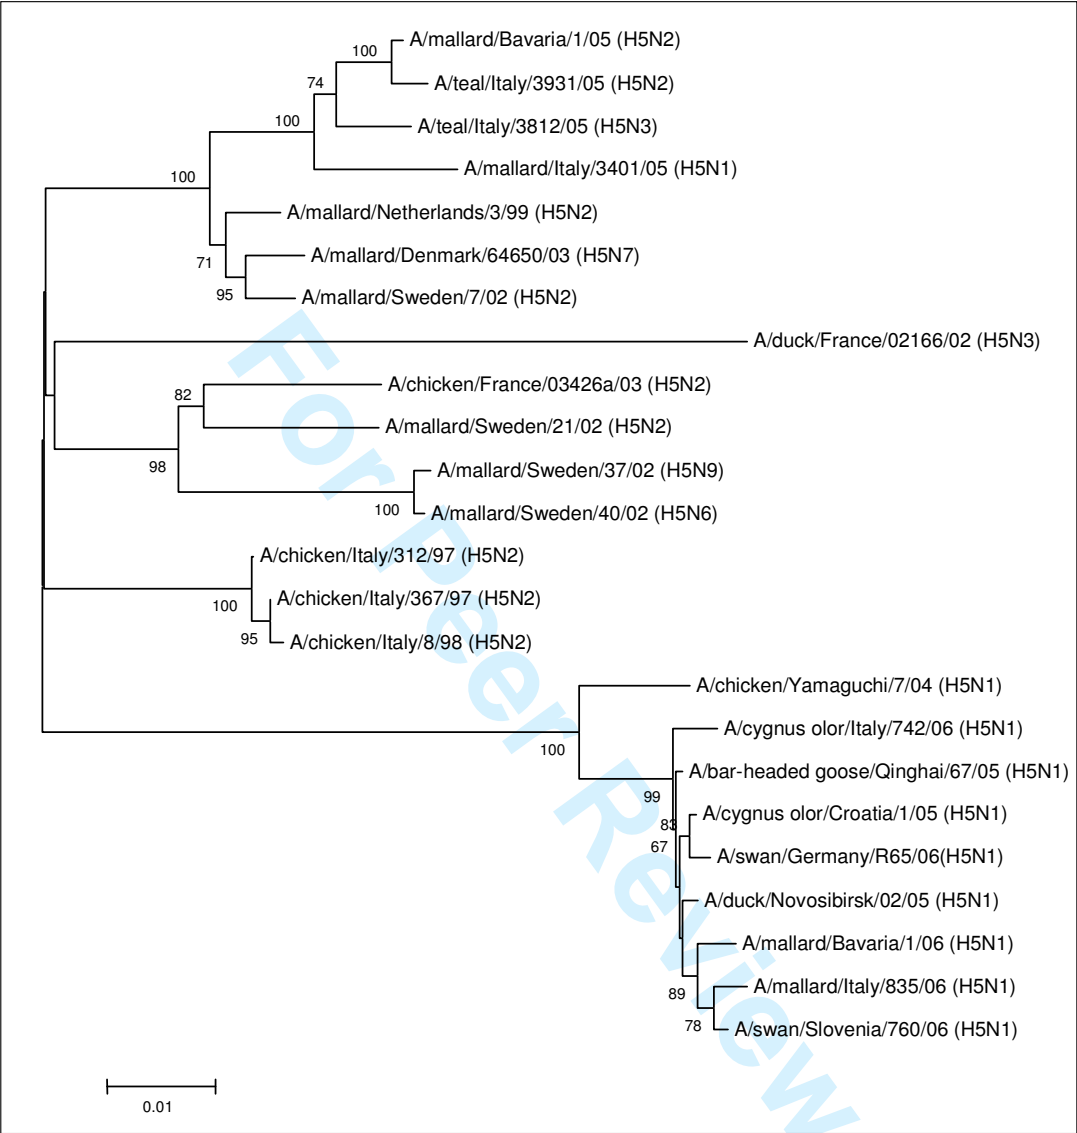 A/mallard/Bavaria/1/05 (H5N2)
100
A/teal/Italy/3931/05 (H5N2)
74
A/teal/Italy/3812/05 (H5N3)
100
A/mallard/Italy/3401/05 (H5N1)
100
A/mallard/Netherlands/3/99 (H5N2)
A/mallard/Denmark/64650/03 (H5N7)
71
95
A/mallard/Sweden/7/02 (H5N2)
A/duck/France/02166/02 (H5N3)
A/chicken/France/03426a/03 (H5N2)
82
A/mallard/Sweden/21/02 (H5N2)
98
A/mallard/Sweden/37/02 (H5N9)
100
A/mallard/Sweden/40/02 (H5N6)
A/chicken/Italy/312/97 (H5N2)
100
A/chicken/Italy/367/97 (H5N2)
95
A/chicken/Italy/8/98 (H5N2)
A/chicken/Yamaguchi/7/04 (H5N1)
100
A/cygnus olor/Italy/742/06 (H5N1)
A/bar-headed goose/Qinghai/67/05 (H5N1)
99
A/cygnus olor/Croatia/1/05 (H5N1)
83
67
A/swan/Germany/R65/06(H5N1)
A/duck/Novosibirsk/02/05 (H5N1)
A/mallard/Bavaria/1/06 (H5N1)
89
A/mallard/Italy/835/06 (H5N1)
78
A/swan/Slovenia/760/06 (H5N1)
0.01
For Peer Review